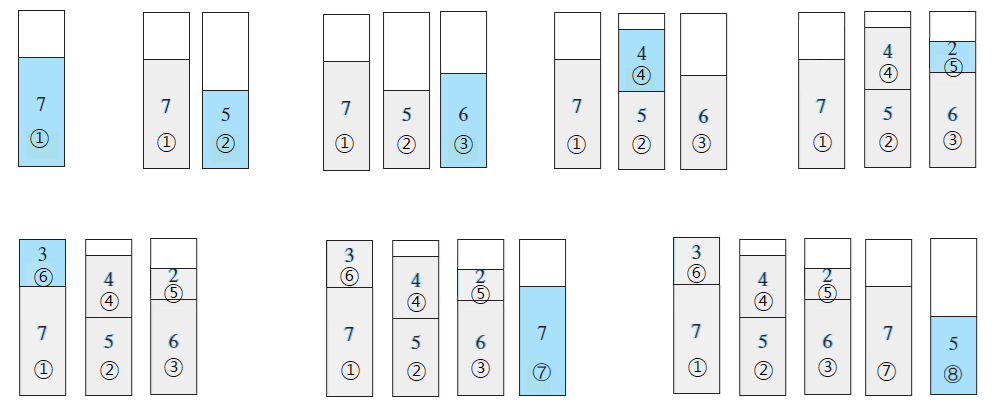 7
①
7 5
① ②
7 5 6
① ② ③
4
④
7 5 6
① ② ③
4 2
④ ⑤
7 5 6
① ② ③
3
⑥ 4 2
④ ⑤
7 5 6
① ② ③
3
⑥ 4 2
④ ⑤
7 5 6 7
① ② ③ ⑦
3
⑥ 4 2
④ ⑤
7 5 6 7 5
① ② ③ ⑦ ⑧